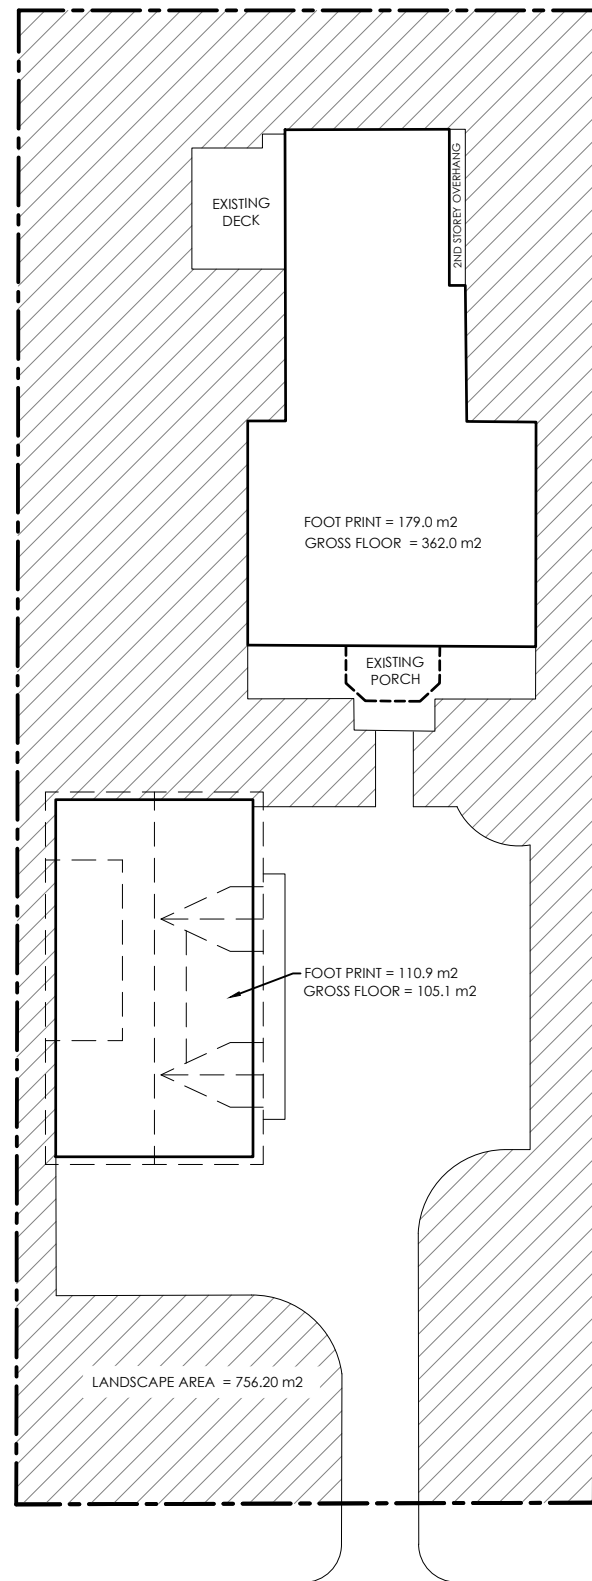 2ND STOREY OVERHANG
EXISTING
DECK
FOOT PRINT = 179.0 m2
GROSS FLOOR = 362.0 m2
EXISTING
PORCH
FOOT PRINT = 110.9 m2
GROSS FLOOR = 105.1 m2
LANDSCAPE AREA = 756.20 m2